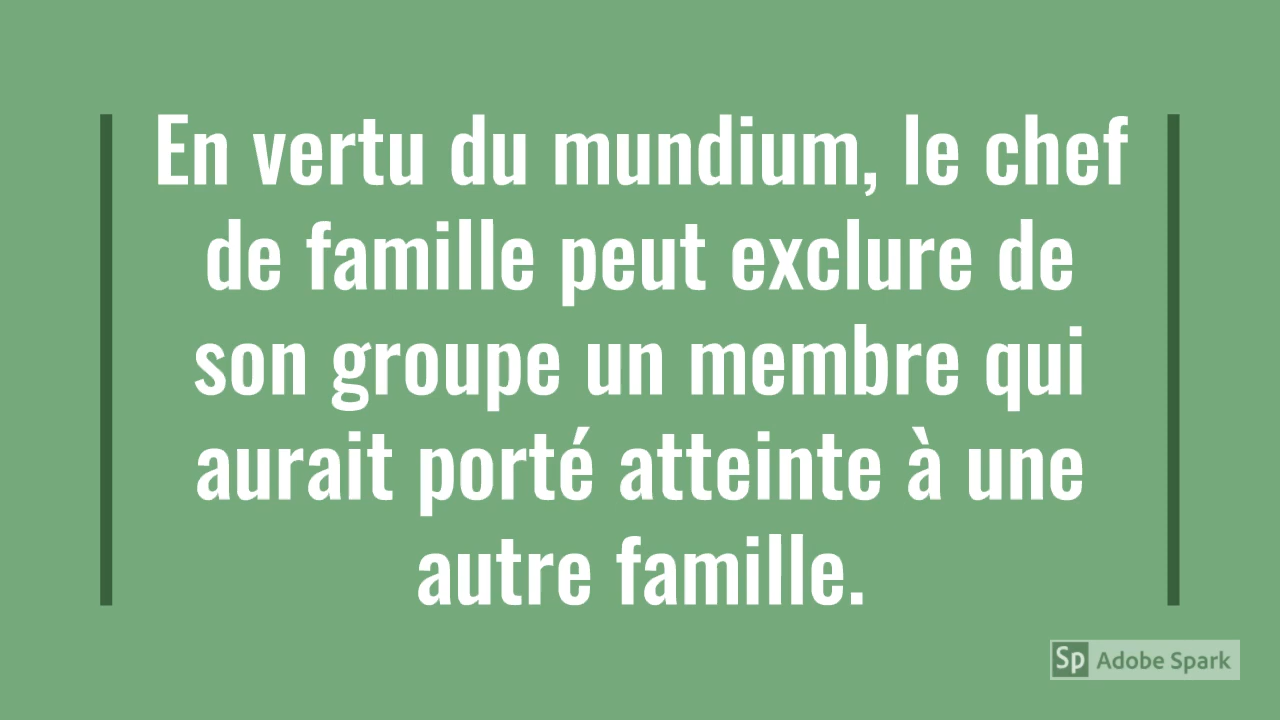 En vertu du mundium, le chef
de famille peut exclure de
son groupe un membre qui
aurait porté atteinte à une
autre famille.
Sp Adobe Spark